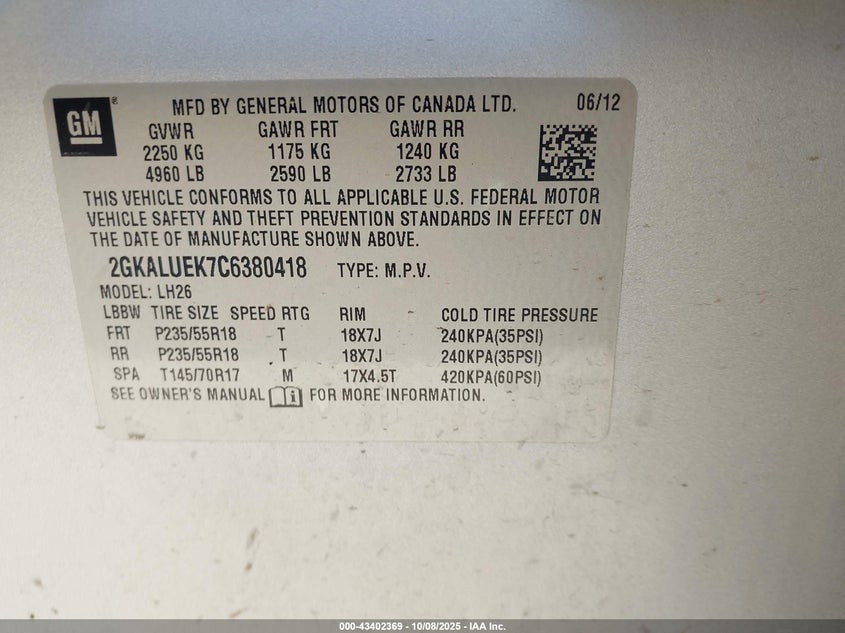 GM ®
MFD BY GENERAL MOTORS OF CANADA LTD. 06/12
GVWR GAWR FRT GAWR RR
2250 KG 1175 KG 1240 KG
4960 LB 2590 LB 2733 LB
THIS VEHICLE CONFORMS TO ALL APPLICABLE U.S. FEDERAL MOTOR
VEHICLE SAFETY AND THEFT PREVENTION STANDARDS IN EFFECT ON
THE DATE OF MANUFACTURE SHOWN ABOVE.
2GKALUEK7C6380418 TYPE: M.P.V.
MODEL: LH26
LBBW TIRE SIZE SPEED RTG RIM COLD TIRE PRESSURE
FRT P235/55R18 T 18X7J 240KPA(35PSI)
RR P235/55R18 T 18X7J 240KPA(35PSI)
SPA T145/70R17 M 17X4.5T 420KPA(60PSI)
SEE OWNER'S MANUAL FOR MORE INFORMATION.
000-43402369 - 10/08/2025 - IAA Inc.